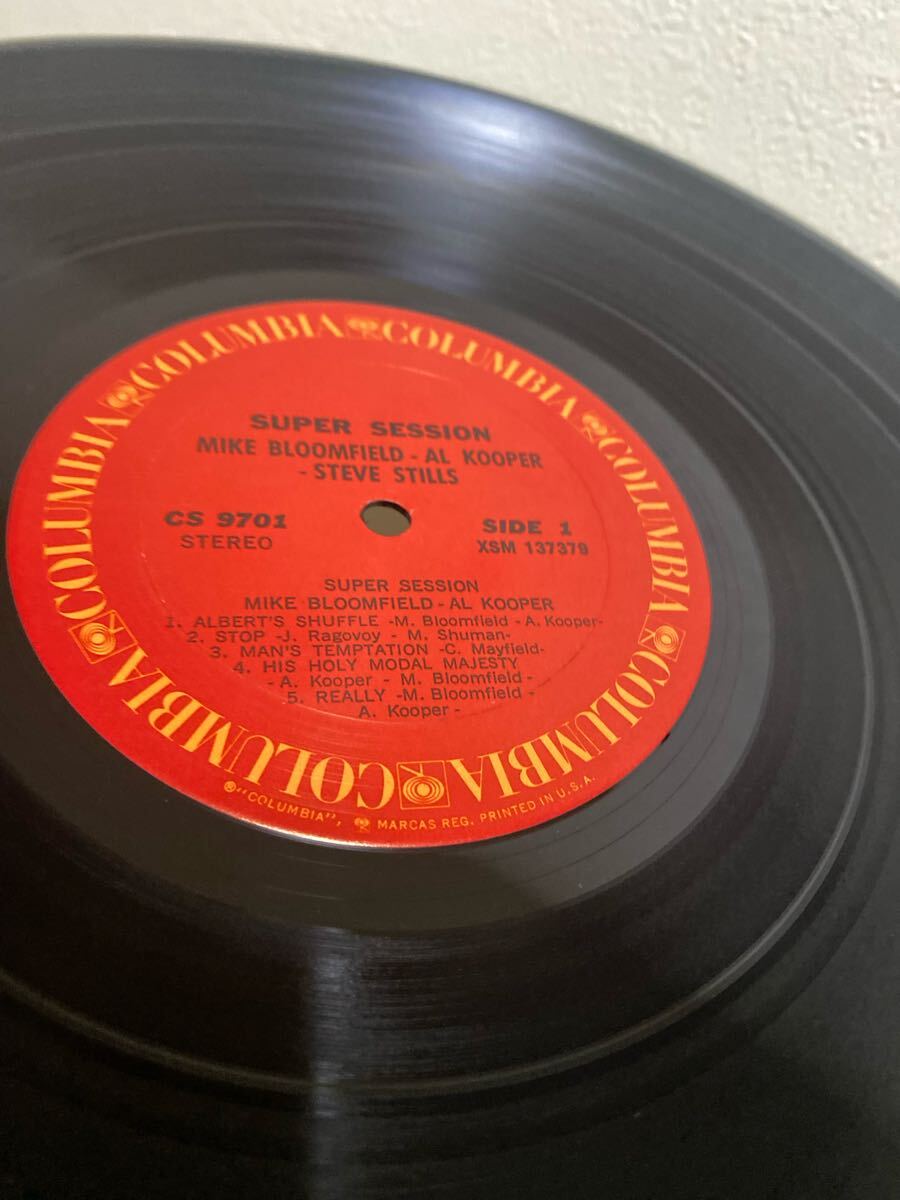 COLUMBIA COLUMBIA COLUMBIA COLUMBIA COLUMBIA COLUMBIA
SUPER SESSION
MIKE BLOOMFIELD - AL KOOPER
- STEVE STILLS
CS 9701 SIDE 1
STEREO XSM 137379
SUPER SESSION
MIKE BLOOMFIELD - AL KOOPER
1. ALBERT'S SHUFFLE -M. Bloomfield - A. Kooper-
2. STOP -J. Ragovoy - M. Shuman-
3. MAN'S TEMPTATION -C. Mayfield-
4. HIS HOLY MODAL MAJESTY
-A. Kooper - M. Bloomfield -
5. REALLY -M. Bloomfield -
A. Kooper -
®"COLUMBIA", MARCAS REG. PRINTED IN U.S.A.